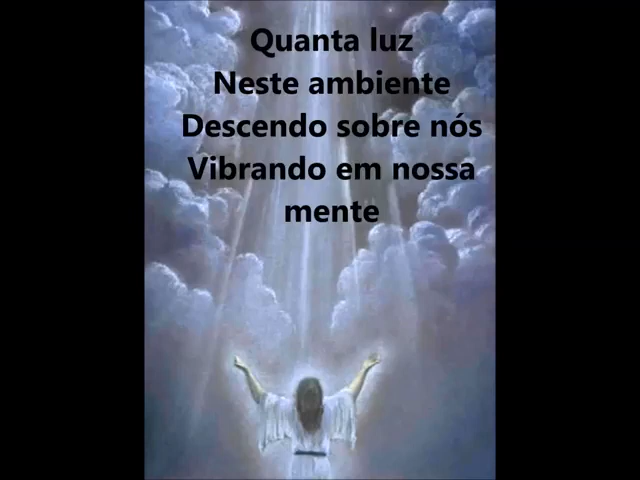 Quanta luz
Neste ambiente
Descendo sobre nós
Vibrando em nossa
mente